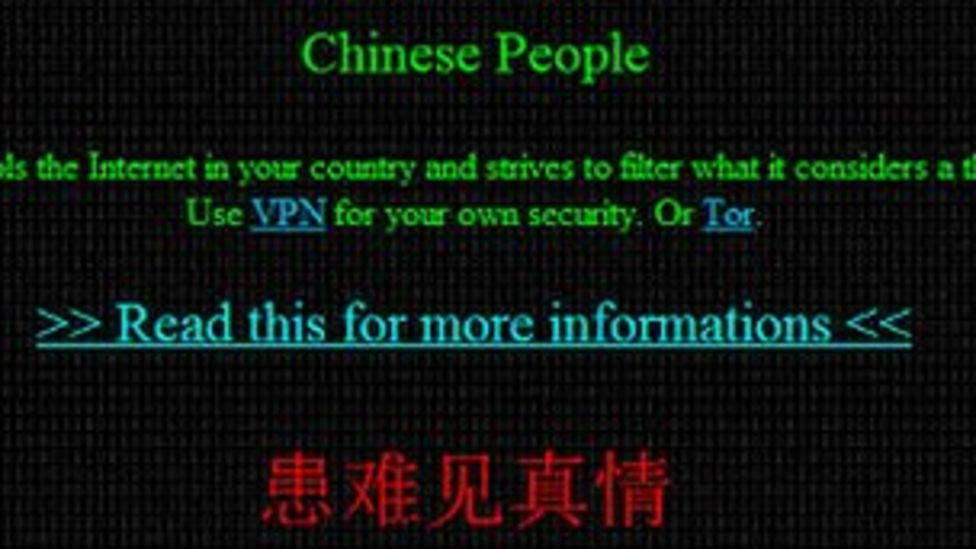 Chinese People
the Internet in your country and strives to filter what it considers a
Use VPN for your own security. Or Tor.
>> Read this for more informations <<
患难见真情